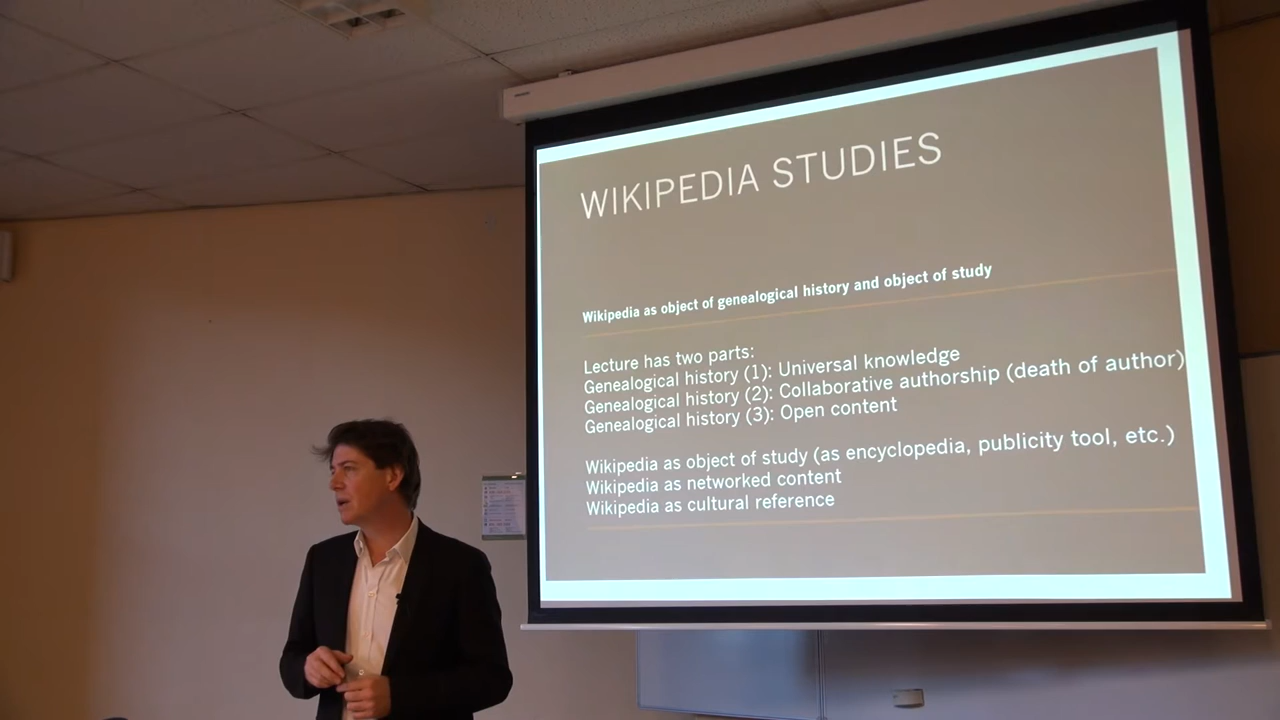 WIKIPEDIA STUDIES
Wikipedia as object of genealogical history and object of study
Lecture has two parts:
Genealogical history (1): Universal knowledge
Genealogical history (2): Collaborative authorship (death of author)
Genealogical history (3): Open content
Wikipedia as object of study (as encyclopedia, publicity tool, etc.)
Wikipedia as networked content
Wikipedia as cultural reference